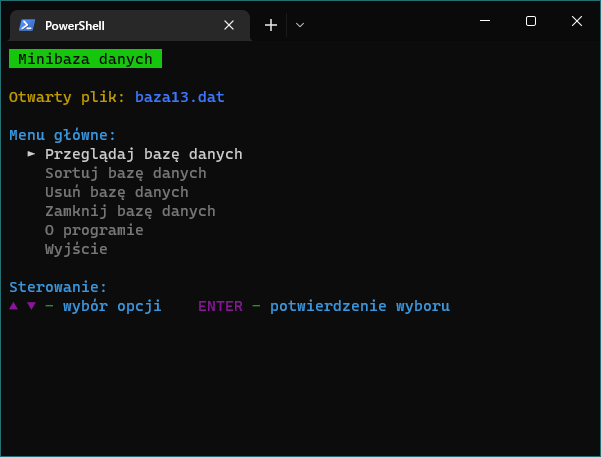 PowerShell
Minibaza danych
Otwarty plik: baza13.dat
Menu główne:
► Przeglądaj bazę danych
Sortuj bazę danych
Usuń bazę danych
Zamknij bazę danych
O programie
Wyjście
Sterowanie:
▲ ▼ - wybór opcji    ENTER - potwierdzenie wyboru